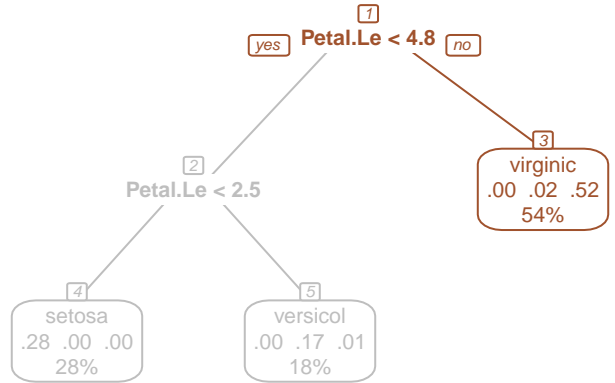 1
yes Petal.Le < 4.8 no
2
Petal.Le < 2.5
3
virginic
.00 .02 .52
54%
4
setosa
.28 .00 .00
28%
5
versicol
.00 .17 .01
18%